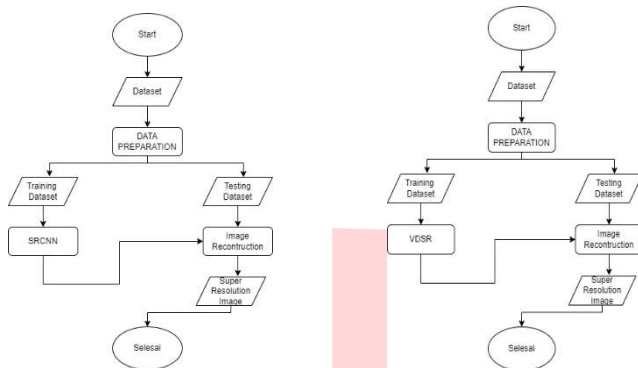 Start
Dataset
DATA
PREPARATION
Training
Dataset
Testing
Dataset
SRCNN
Image
Recontruction
Super
Resolution
Image
Selesai
Start
Dataset
DATA
PREPARATION
Training
Dataset
Testing
Dataset
VDSR
Image
Recontruction
Super
Resolution
Image
Selesai